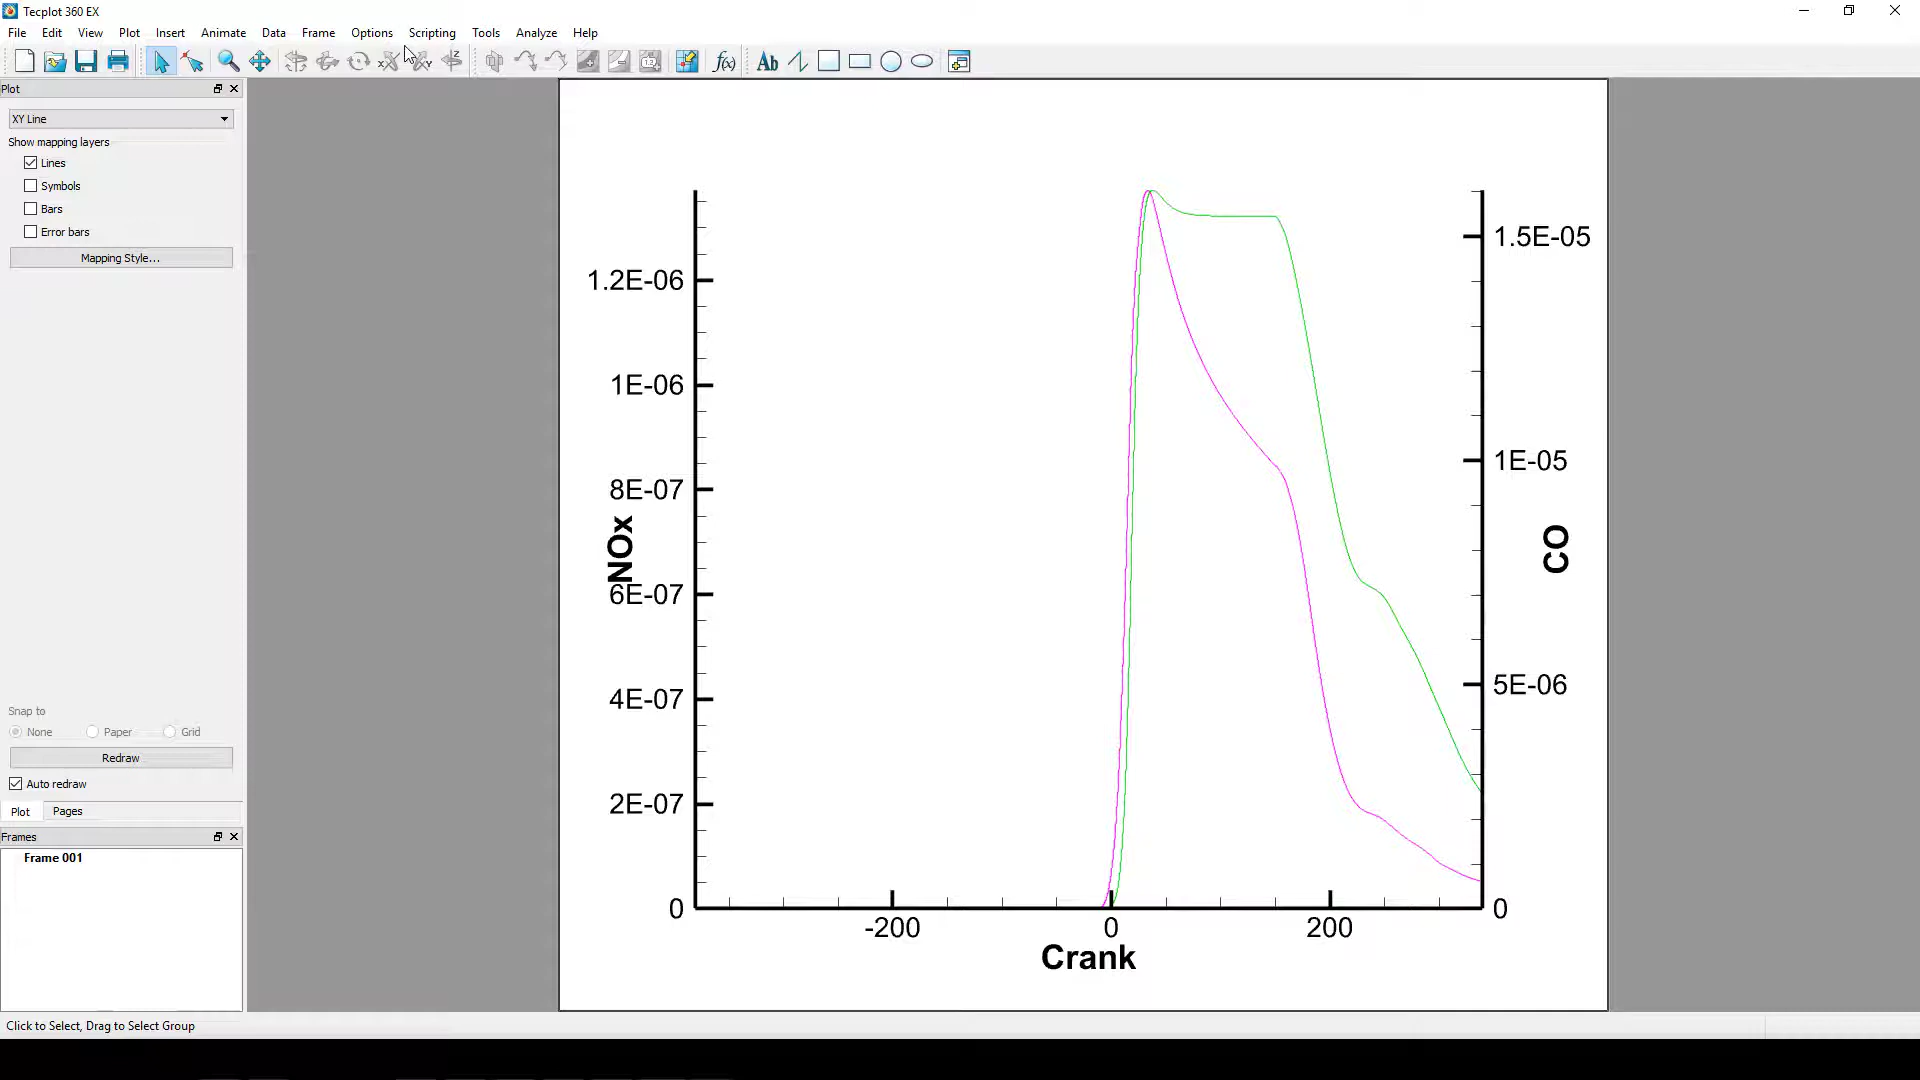 Tecplot 360 EX
File Edit View Plot Insert Animate Data Frame Options Scripting Tools Analyze Help
Plot
XY Line
Show mapping layers
Lines
Symbols
Bars
Error bars
Mapping Style...
Snap to
None Paper Grid
Redraw
Auto redraw
Plot Pages
Frames
Frame 001
Click to Select, Drag to Select Group
NOx
1.2E-06
1E-06
8E-07
6E-07
4E-07
2E-07
0
-200 0 200
Crank
1.5E-05
1E-05
5E-06
0
CO